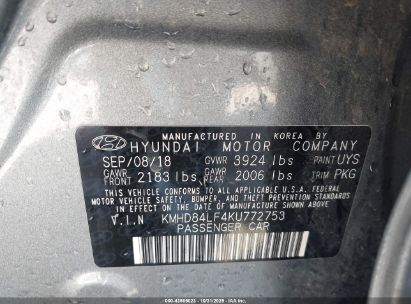 MANUFACTURED IN KOREA BY
HYUNDAI MOTOR COMPANY
SEP/08/18 GVWR 3924 lbs PAINT UYS
GAWR FRONT 2183 lbs GAWR REAR 2006 lbs TRIM PKG
THIS VEHICLE CONFORMS TO ALL APPLICABLE U.S.A. FEDERAL
MOTOR VEHICLE SAFETY, BUMPER, AND THEFT PREVENTION STANDARDS
IN EFFECT ON THE DATE OF MANUFACTURE SHOWN ABOVE.
V.I.N KMHD84LF4KU772753
PASSENGER CAR